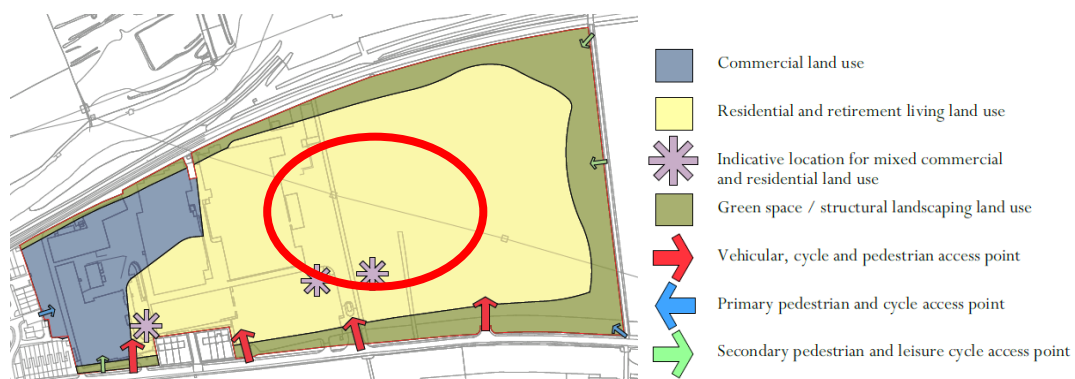 Commercial land use
Residential and retirement living land use
Indicative location for mixed commercial
and residential land use
Green space / structural landscaping land use
Vehicular, cycle and pedestrian access point
Primary pedestrian and cycle access point
Secondary pedestrian and leisure cycle access point